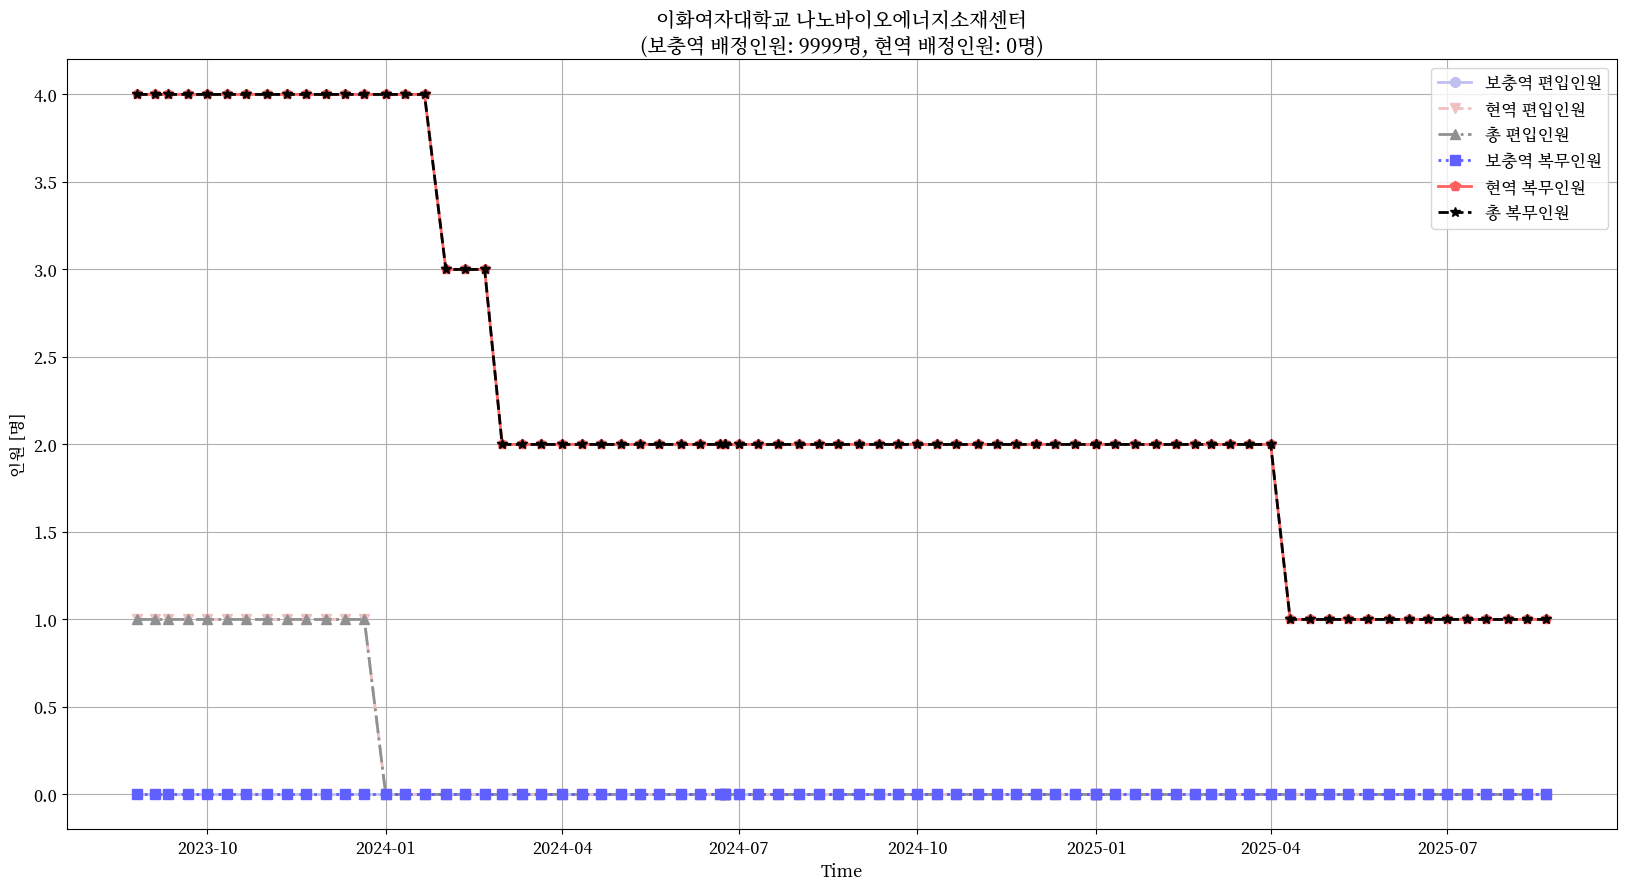 이화여자대학교 나노바이오에너지소재센터
(보충역 배정인원: 9999명, 현역 배정인원: 0명)
보충역 편입인원
현역 편입인원
총 편입인원
보충역 복무인원
현역 복무인원
총 복무인원
인원 [명]
4.0
3.5
3.0
2.5
2.0
1.5
1.0
0.5
0.0
2023-10
2024-01
2024-04
2024-07
2024-10
2025-01
2025-04
2025-07
Time